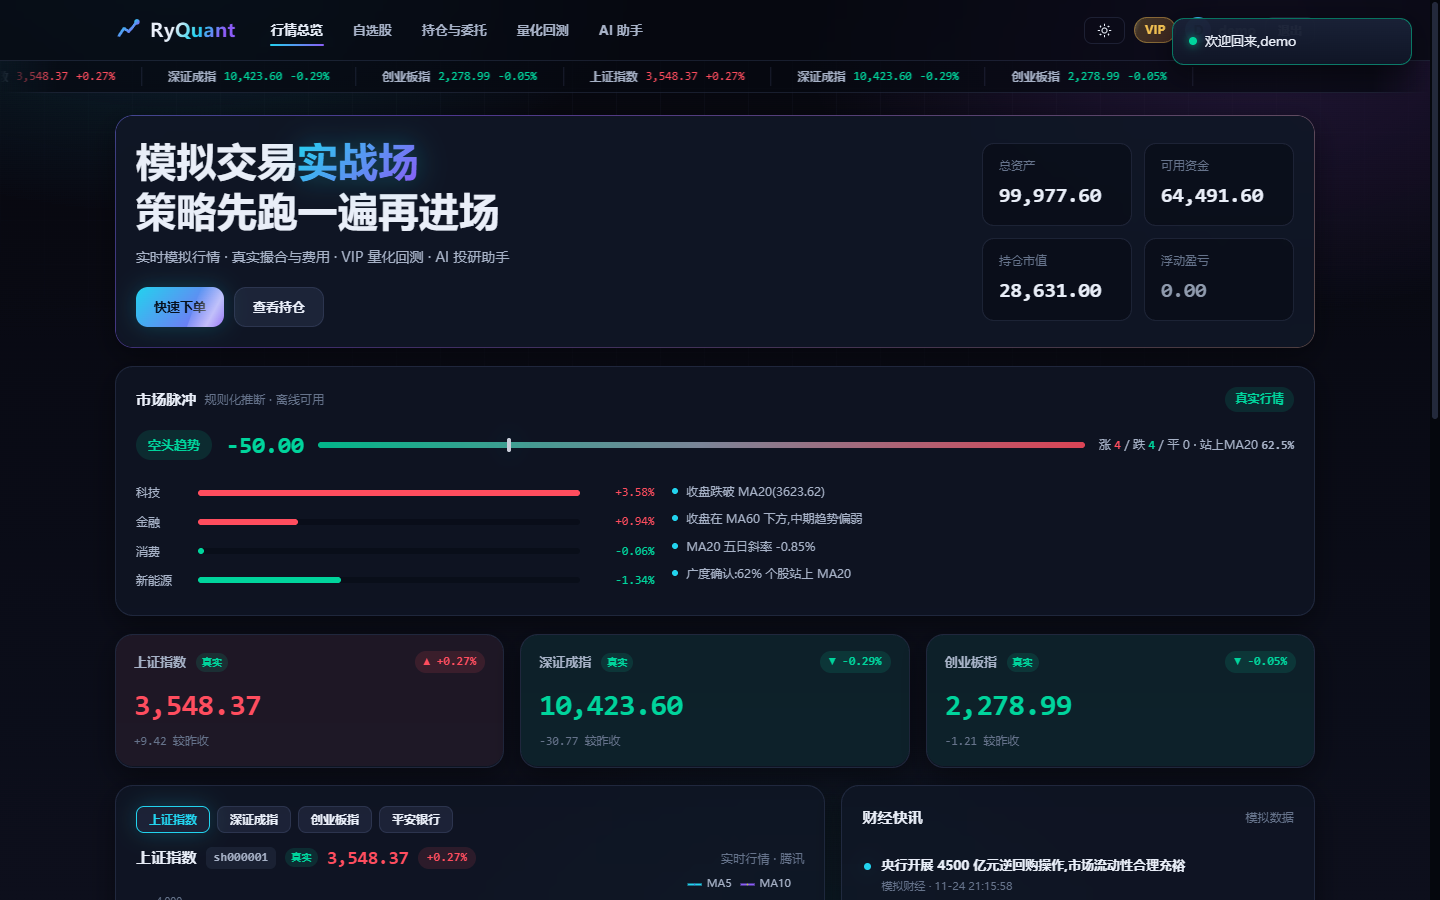 RyQuant 行情总览 自选股 持仓与委托 量化回测 AI 助手 VIP
欢迎回来,demo
3,548.37 +0.27% 深证成指 10,423.60 -0.29% 创业板指 2,278.99 -0.05% 上证指数 3,548.37 +0.27% 深证成指 10,423.60 -0.29% 创业板指 2,278.99 -0.05%
模拟交易实战场
策略先跑一遍再进场
实时模拟行情 · 真实撮合与费用 · VIP 量化回测 · AI 投研助手
快速下单 查看持仓
总资产 可用资金
99,977.60 64,491.60
持仓市值 浮动盈亏
28,631.00 0.00
市场脉冲 规则化推断 · 离线可用 真实行情
空头趋势 -50.00 涨 4 / 跌 4 / 平 0 · 站上MA20 62.5%
科技 +3.58%
金融 +0.94%
消费 -0.06%
新能源 -1.34%
收盘跌破 MA20(3623.62)
收盘在 MA60 下方,中期趋势偏弱
MA20 五日斜率 -0.85%
广度确认:62% 个股站上 MA20
上证指数 真实 ▲ +0.27%
3,548.37
+9.42 较昨收
深证成指 真实 ▼ -0.29%
10,423.60
-30.77 较昨收
创业板指 真实 ▼ -0.05%
2,278.99
-1.21 较昨收
上证指数 深证成指 创业板指 平安银行
上证指数 sh000001 真实 3,548.37 +0.27% 实时行情 · 腾讯
MA5 MA10
财经快讯 模拟数据
央行开展 4500 亿元逆回购操作,市场流动性合理充裕
模拟财经 · 11-24 21:15:58